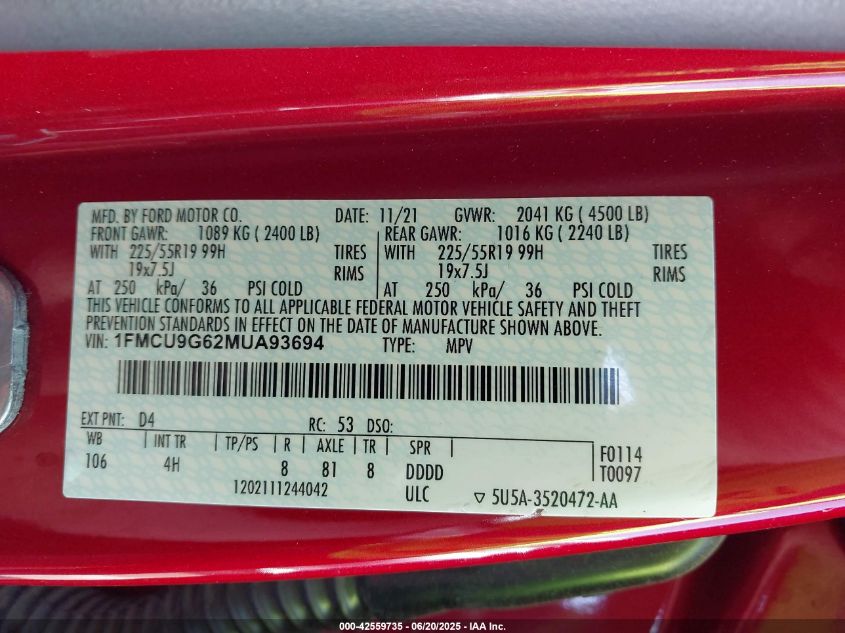 MFD. BY FORD MOTOR CO. DATE: 11/21 GVWR: 2041 KG ( 4500 LB)
FRONT GAWR: 1089 KG ( 2400 LB) REAR GAWR: 1016 KG ( 2240 LB)
WITH 225/55R19 99H TIRES WITH 225/55R19 99H TIRES
19x7.5J RIMS 19x7.5J RIMS
AT 250 kPa/ 36 PSI COLD AT 250 kPa/ 36 PSI COLD
THIS VEHICLE CONFORMS TO ALL APPLICABLE FEDERAL MOTOR VEHICLE SAFETY AND THEFT
PREVENTION STANDARDS IN EFFECT ON THE DATE OF MANUFACTURE SHOWN ABOVE.
VIN: 1FMCU9G62MUA93694 TYPE: MPV
EXT PNT: D4 RC: 53 DSO:
WB INT TR TP/PS R AXLE TR SPR F0114
106 4H 8 81 8 DDDD T0097
1202111244042 ULC ▽ 5U5A-3520472-AA
000-42559735 - 06/20/2025 - IAA Inc.